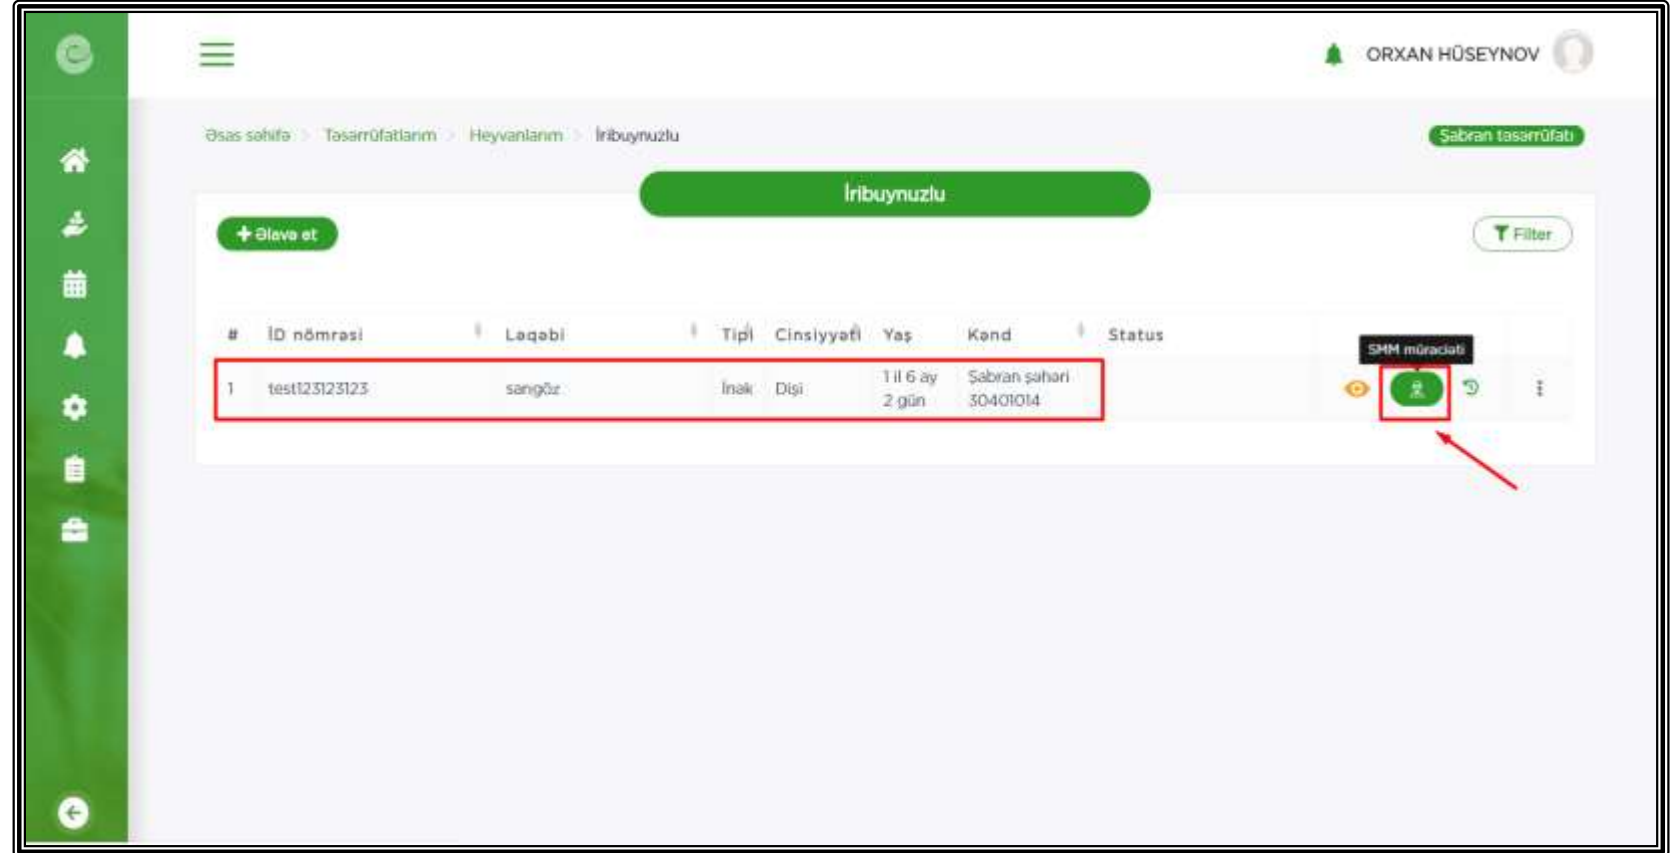 ORXAN HÜSEYNOV
Əsas səhifə > Təsərrüfatlarım > Heyvanlarım > İribuynuzlu
Şabran təsərrüfatı
İribuynuzlu
+ Əlavə et
Filter
# İD nömrəsi Ləqəbi Tipi Cinsiyyəti Yaş Kənd Status
SMM müraciəti
1 test123123123 sarıgöz İnək Dişi 1 il 6 ay Şabran şəhəri
2 gün 30401014